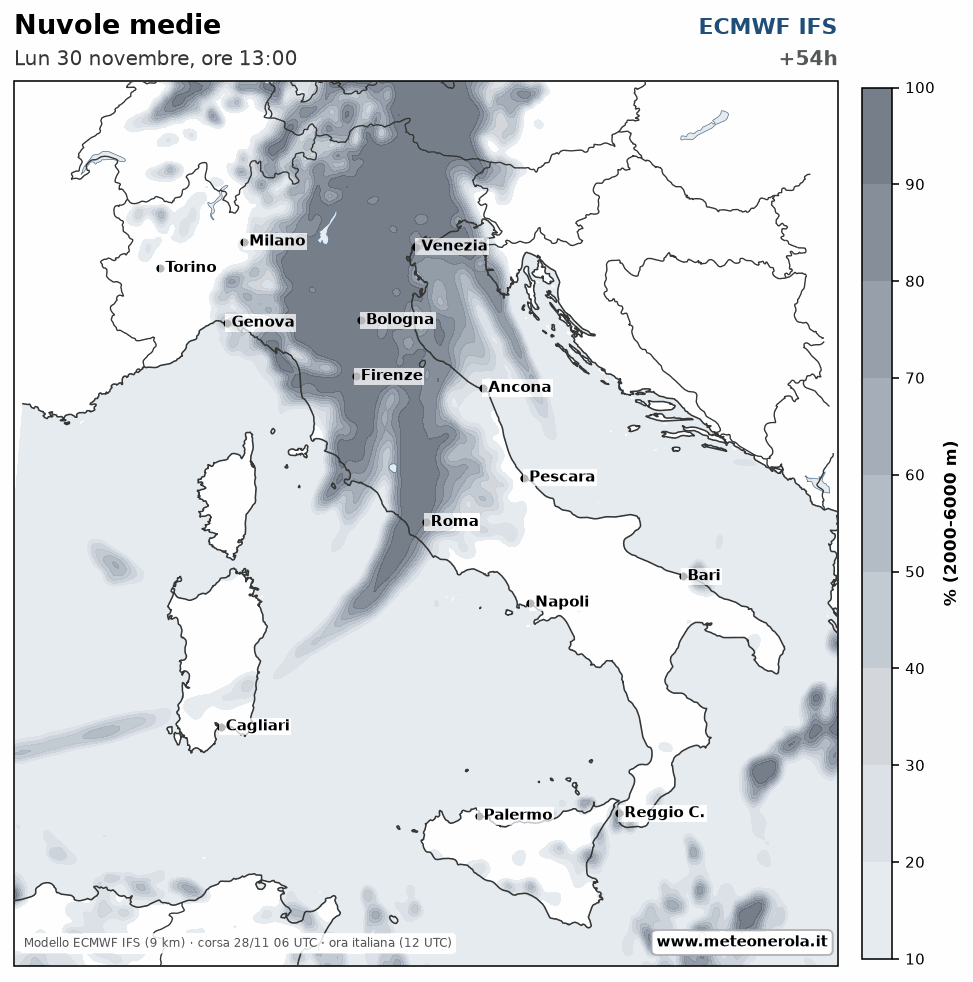 Nuvole medie
ECMWF IFS
Lun 30 novembre, ore 13:00
+54h
100
90
80
70
60
50
40
30
20
10
% (2000-6000 m)
Milano
Venezia
Torino
Genova
Bologna
Firenze
Ancona
Pescara
Roma
Bari
Napoli
Cagliari
Palermo
Reggio C.
Modello ECMWF IFS (9 km) · corsa 28/11 06 UTC · ora italiana (12 UTC)
www.meteonerola.it